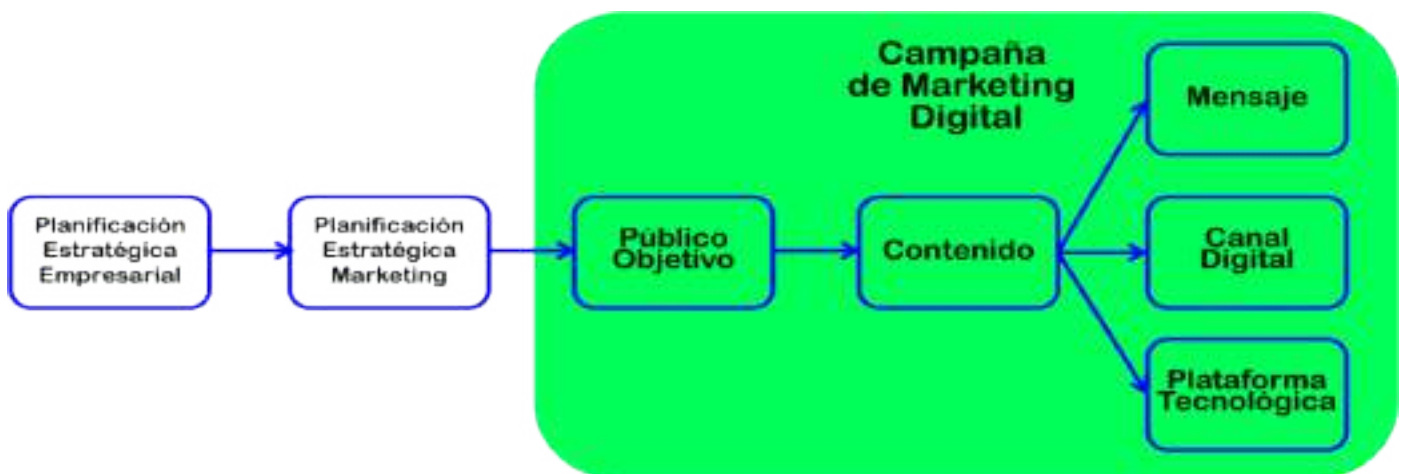 Planificación
Estratégica
Empresarial
Planificación
Estratégica
Marketing
Campaña
de Marketing
Digital
Público
Objetivo
Contenido
Mensaje
Canal
Digital
Plataforma
Tecnológica